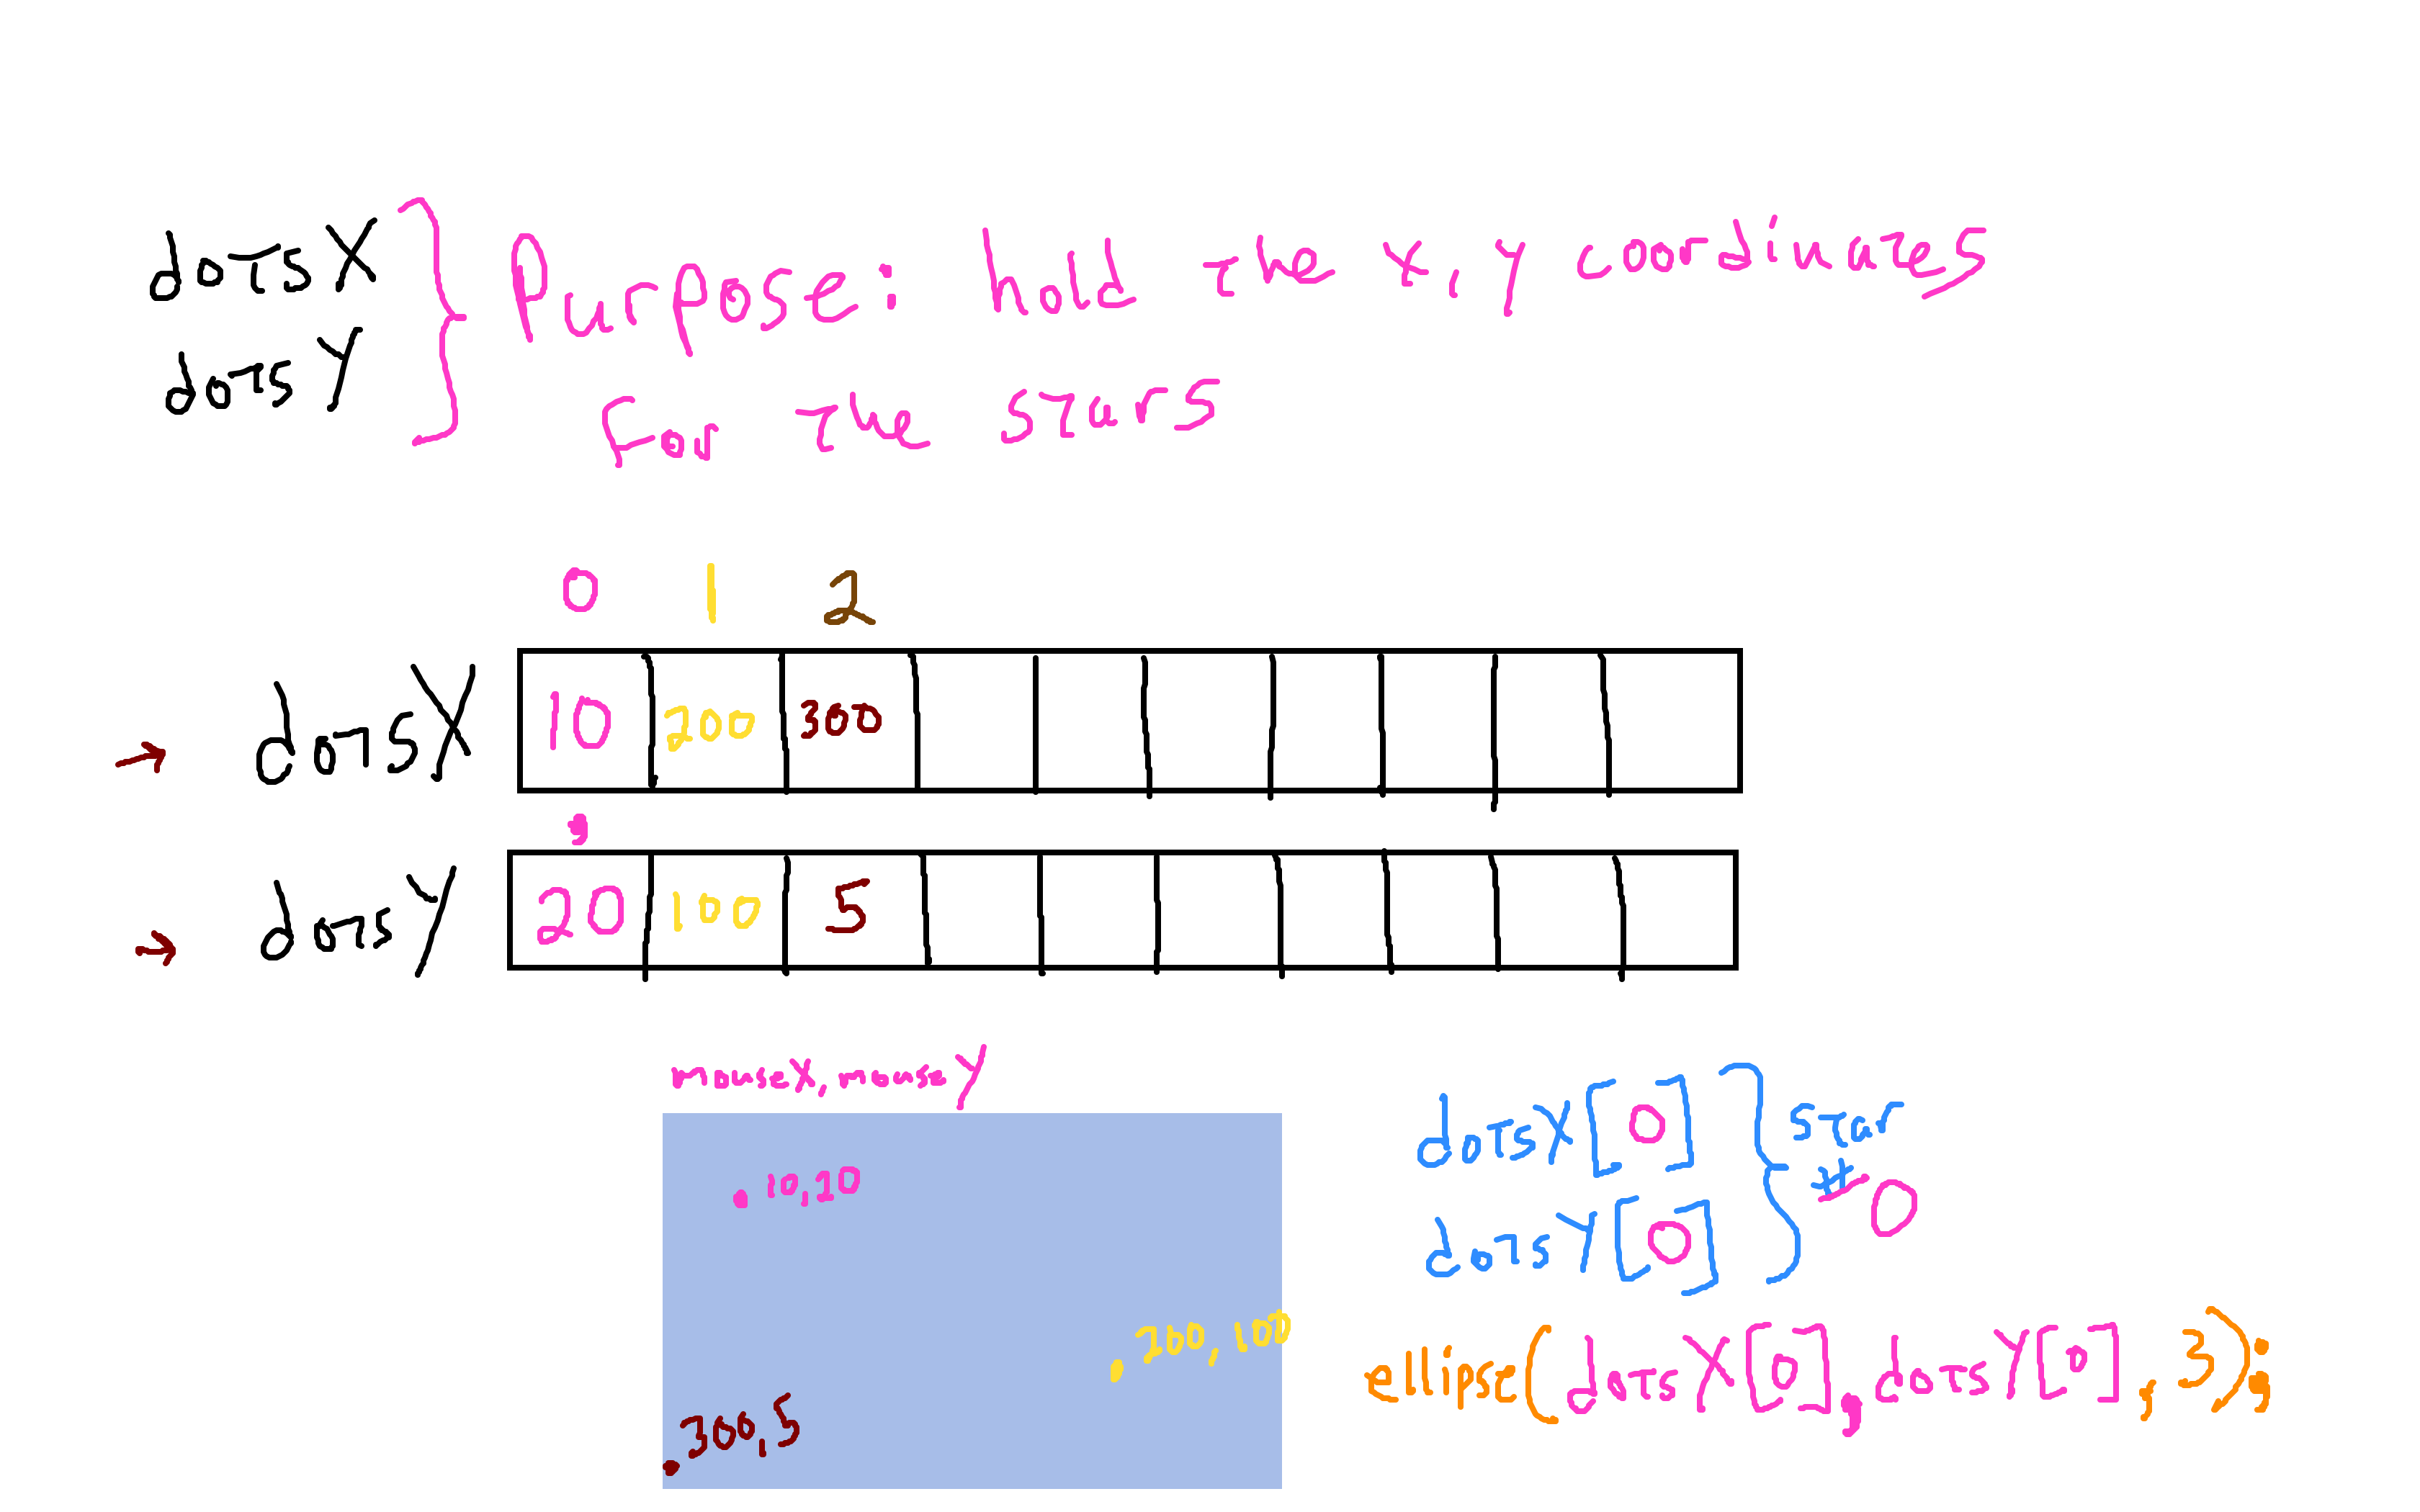 dotsX
dotsY
Purpose: hold the x, y cordinates
For the stars
0 1 2
dotsX 10 200 300
,
dotsY 20 100 5
mouseX, mouseY
.10,20
.200,100
.300,5
dotsX[0]
dotsY[0]
star
#0
ellipse(dotsX[0], dotsY[0], 3);